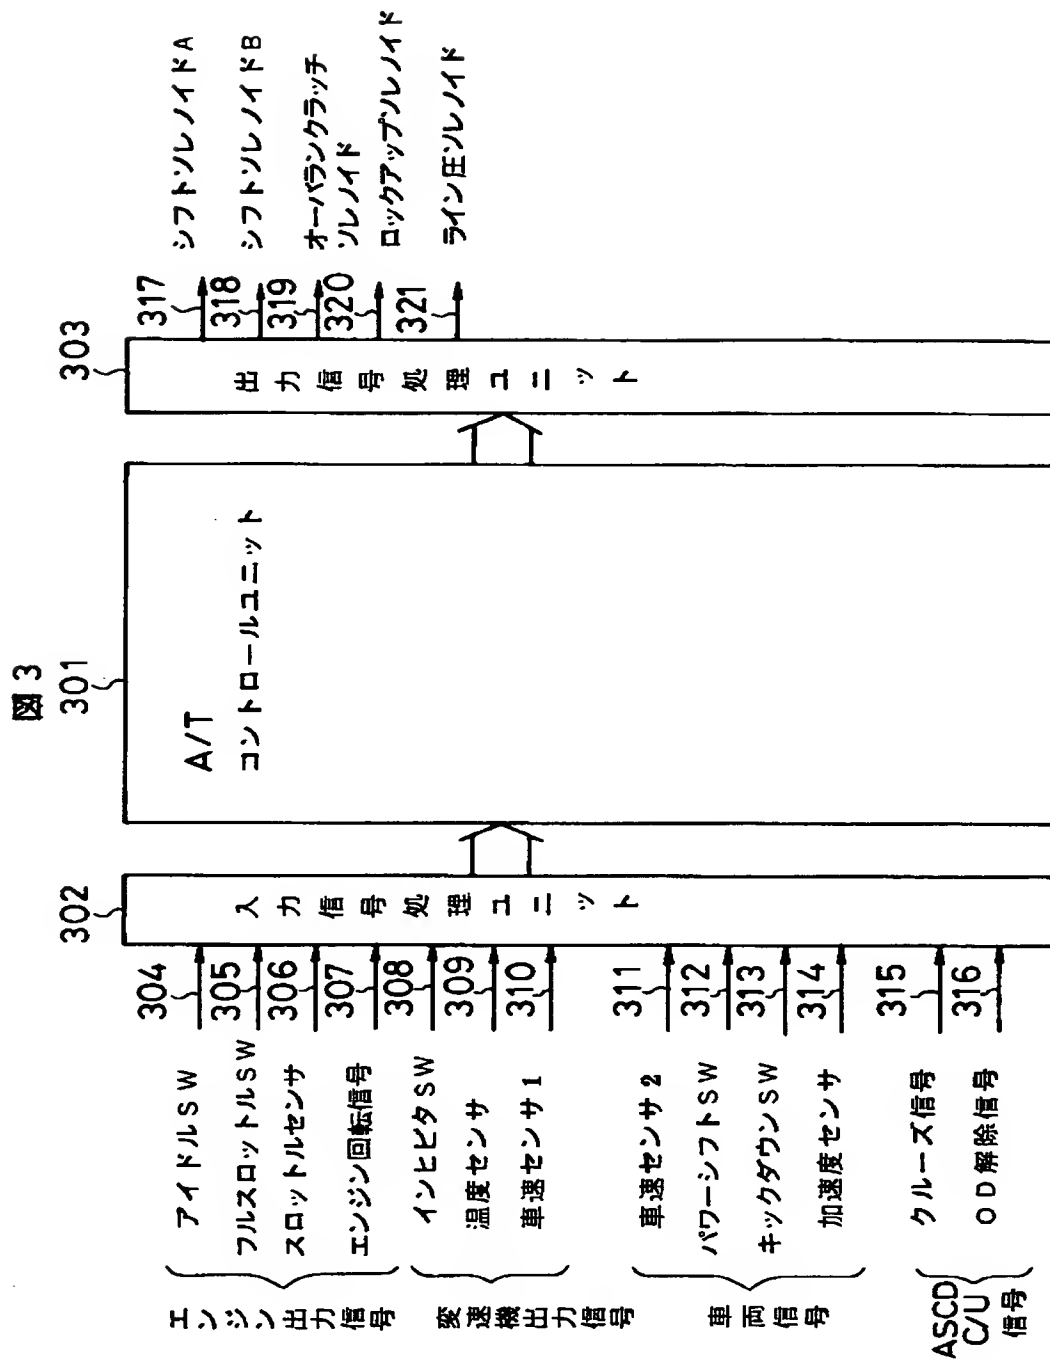 図3
301
A/T
コントロールユニット
302
入力信号処理ユニット
303
出力信号処理ユニット
エンジン出力信号
アイドルSW
304
フルスロットルSW
305
スロットルセンサ
306
エンジン回転信号
307
変速機出力信号
インヒビタSW
308
温度センサ
309
車速センサ1
310
車両信号
車速センサ2
311
パワーシフトSW
312
キックダウンSW
313
加速度センサ
314
ASCD
C/U
信号
クルーズ信号
315
OD解除信号
316
317
シフトソレノイドA
318
シフトソレノイドB
319
オーバランクラッチ
ソレノイド
320
ロックアップソレノイド
321
ライン圧ソレノイド